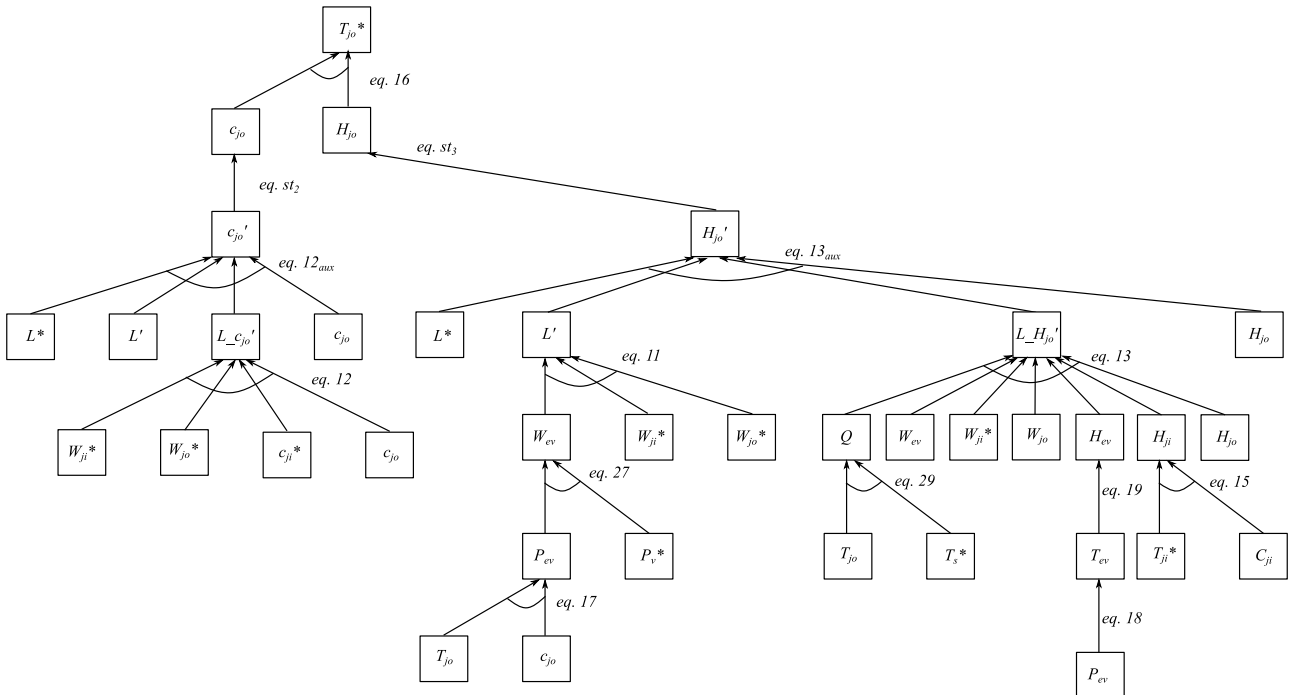 T_jo*
eq. 16
c_jo
H_jo
eq. st_3
eq. st_2
c_jo'
H_jo'
eq. 12_aux
eq. 13_aux
L*
L'
L_c_jo'
c_jo
L*
L'
L_H_jo'
H_jo
eq. 12
eq. 11
eq. 13
W_ji*
W_jo*
c_ji*
c_jo
W_ev
W_ji*
W_jo*
Q
W_ev
W_ji*
W_jo
H_ev
H_ji
H_jo
eq. 27
eq. 29
eq. 19
eq. 15
P_ev
P_v*
T_jo
T_s*
T_ev
T_ji*
C_ji
eq. 17
eq. 18
T_jo
c_jo
P_ev